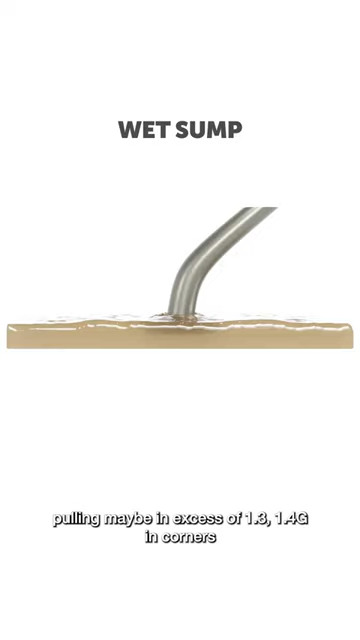 WET SUMP
pulling maybe in excess of 1.3, 1.4G
in corners